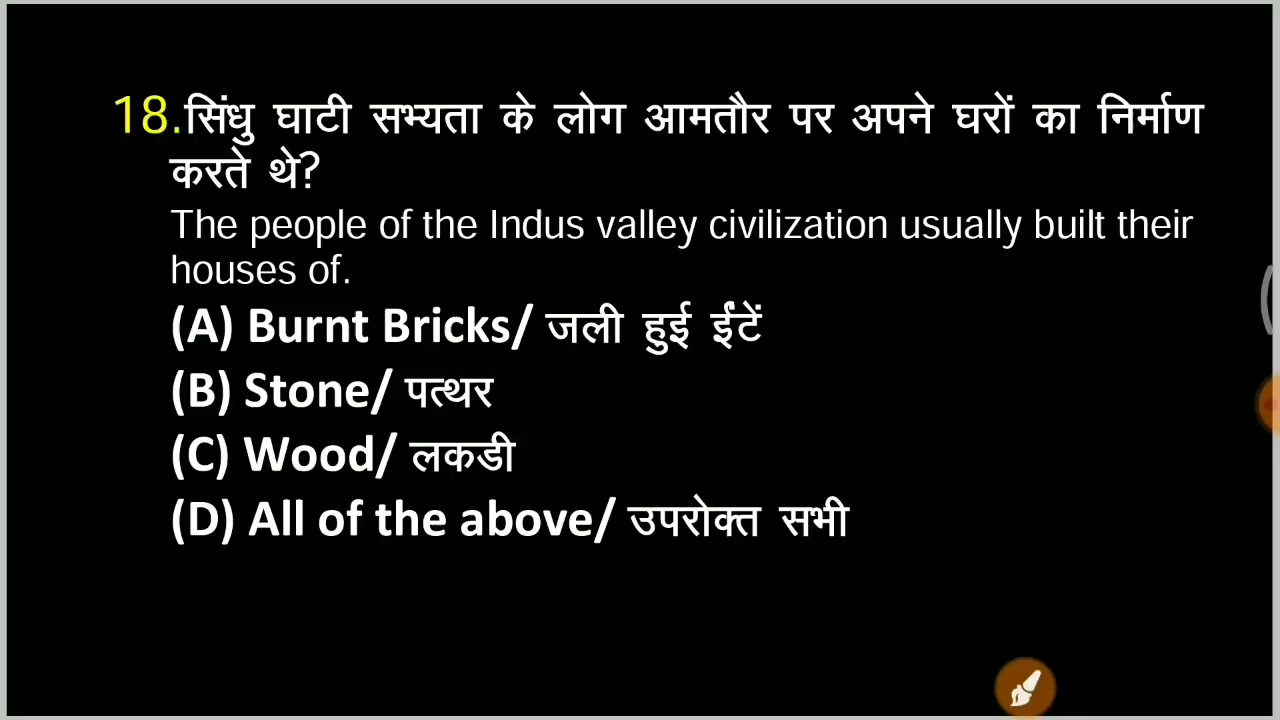 18.सिंधु घाटी सभ्यता के लोग आमतौर पर अपने घरों का निर्माण
करते थे?
The people of the Indus valley civilization usually built their
houses of.
(A) Burnt Bricks/ जली हुई ईंटें
(B) Stone/ पत्थर
(C) Wood/ लकडी
(D) All of the above/ उपरोक्त सभी